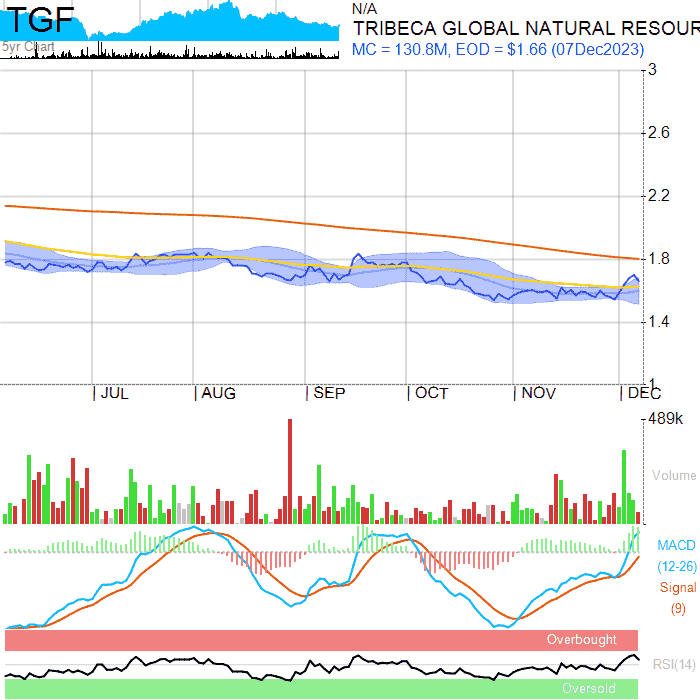 TGF
5yr Chart
N/A
TRIBECA GLOBAL NATURAL RESOUR
MC = 130.8M, EOD = $1.66 (07Dec2023)
3
2.6
2.2
1.8
1.4
1
JUL
AUG
SEP
OCT
NOV
DEC
489k
Volume
MACD
(12-26)
Signal
(9)
Overbought
RSI(14)
Oversold